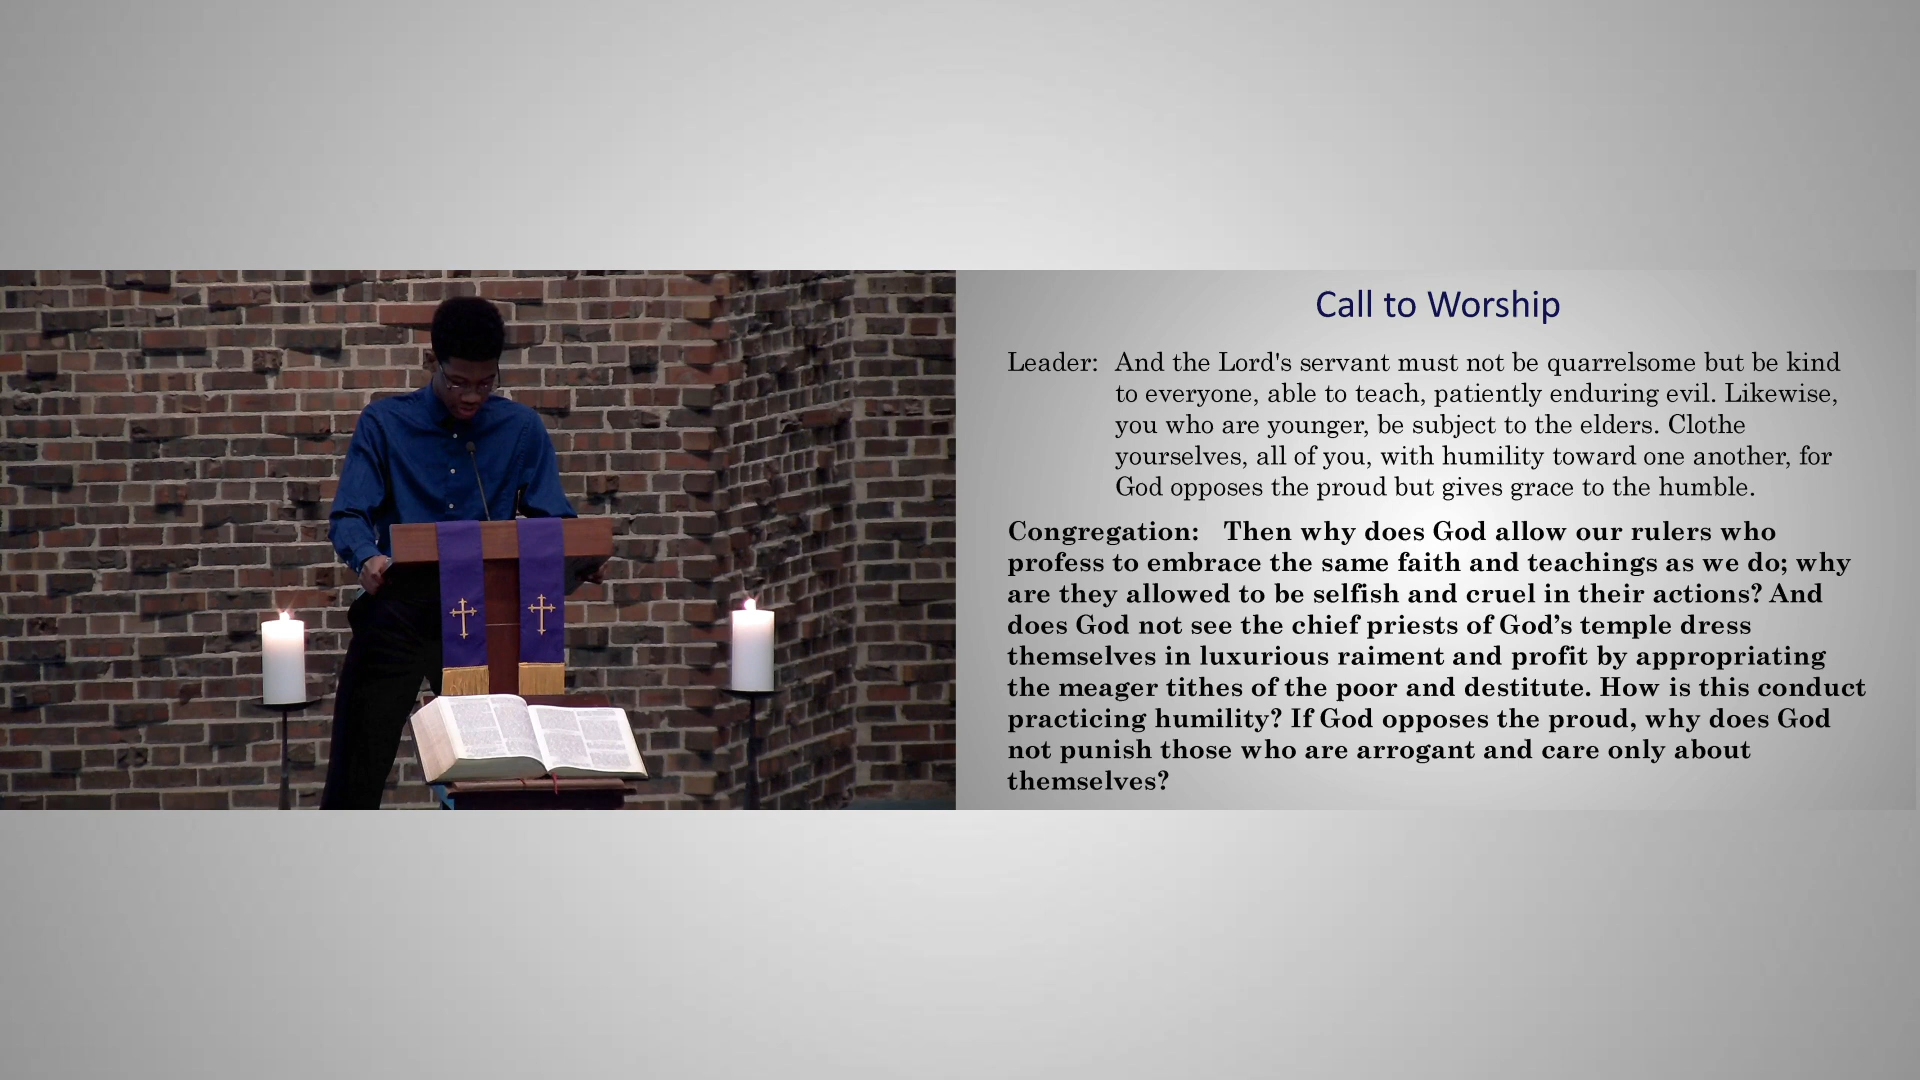 Call to Worship
Leader: And the Lord's servant must not be quarrelsome but be kind
to everyone, able to teach, patiently enduring evil. Likewise,
you who are younger, be subject to the elders. Clothe
yourselves, all of you, with humility toward one another, for
God opposes the proud but gives grace to the humble.
Congregation: Then why does God allow our rulers who
profess to embrace the same faith and teachings as we do; why
are they allowed to be selfish and cruel in their actions? And
does God not see the chief priests of God’s temple dress
themselves in luxurious raiment and profit by appropriating
the meager tithes of the poor and destitute. How is this conduct
practicing humility? If God opposes the proud, why does God
not punish those who are arrogant and care only about
themselves?